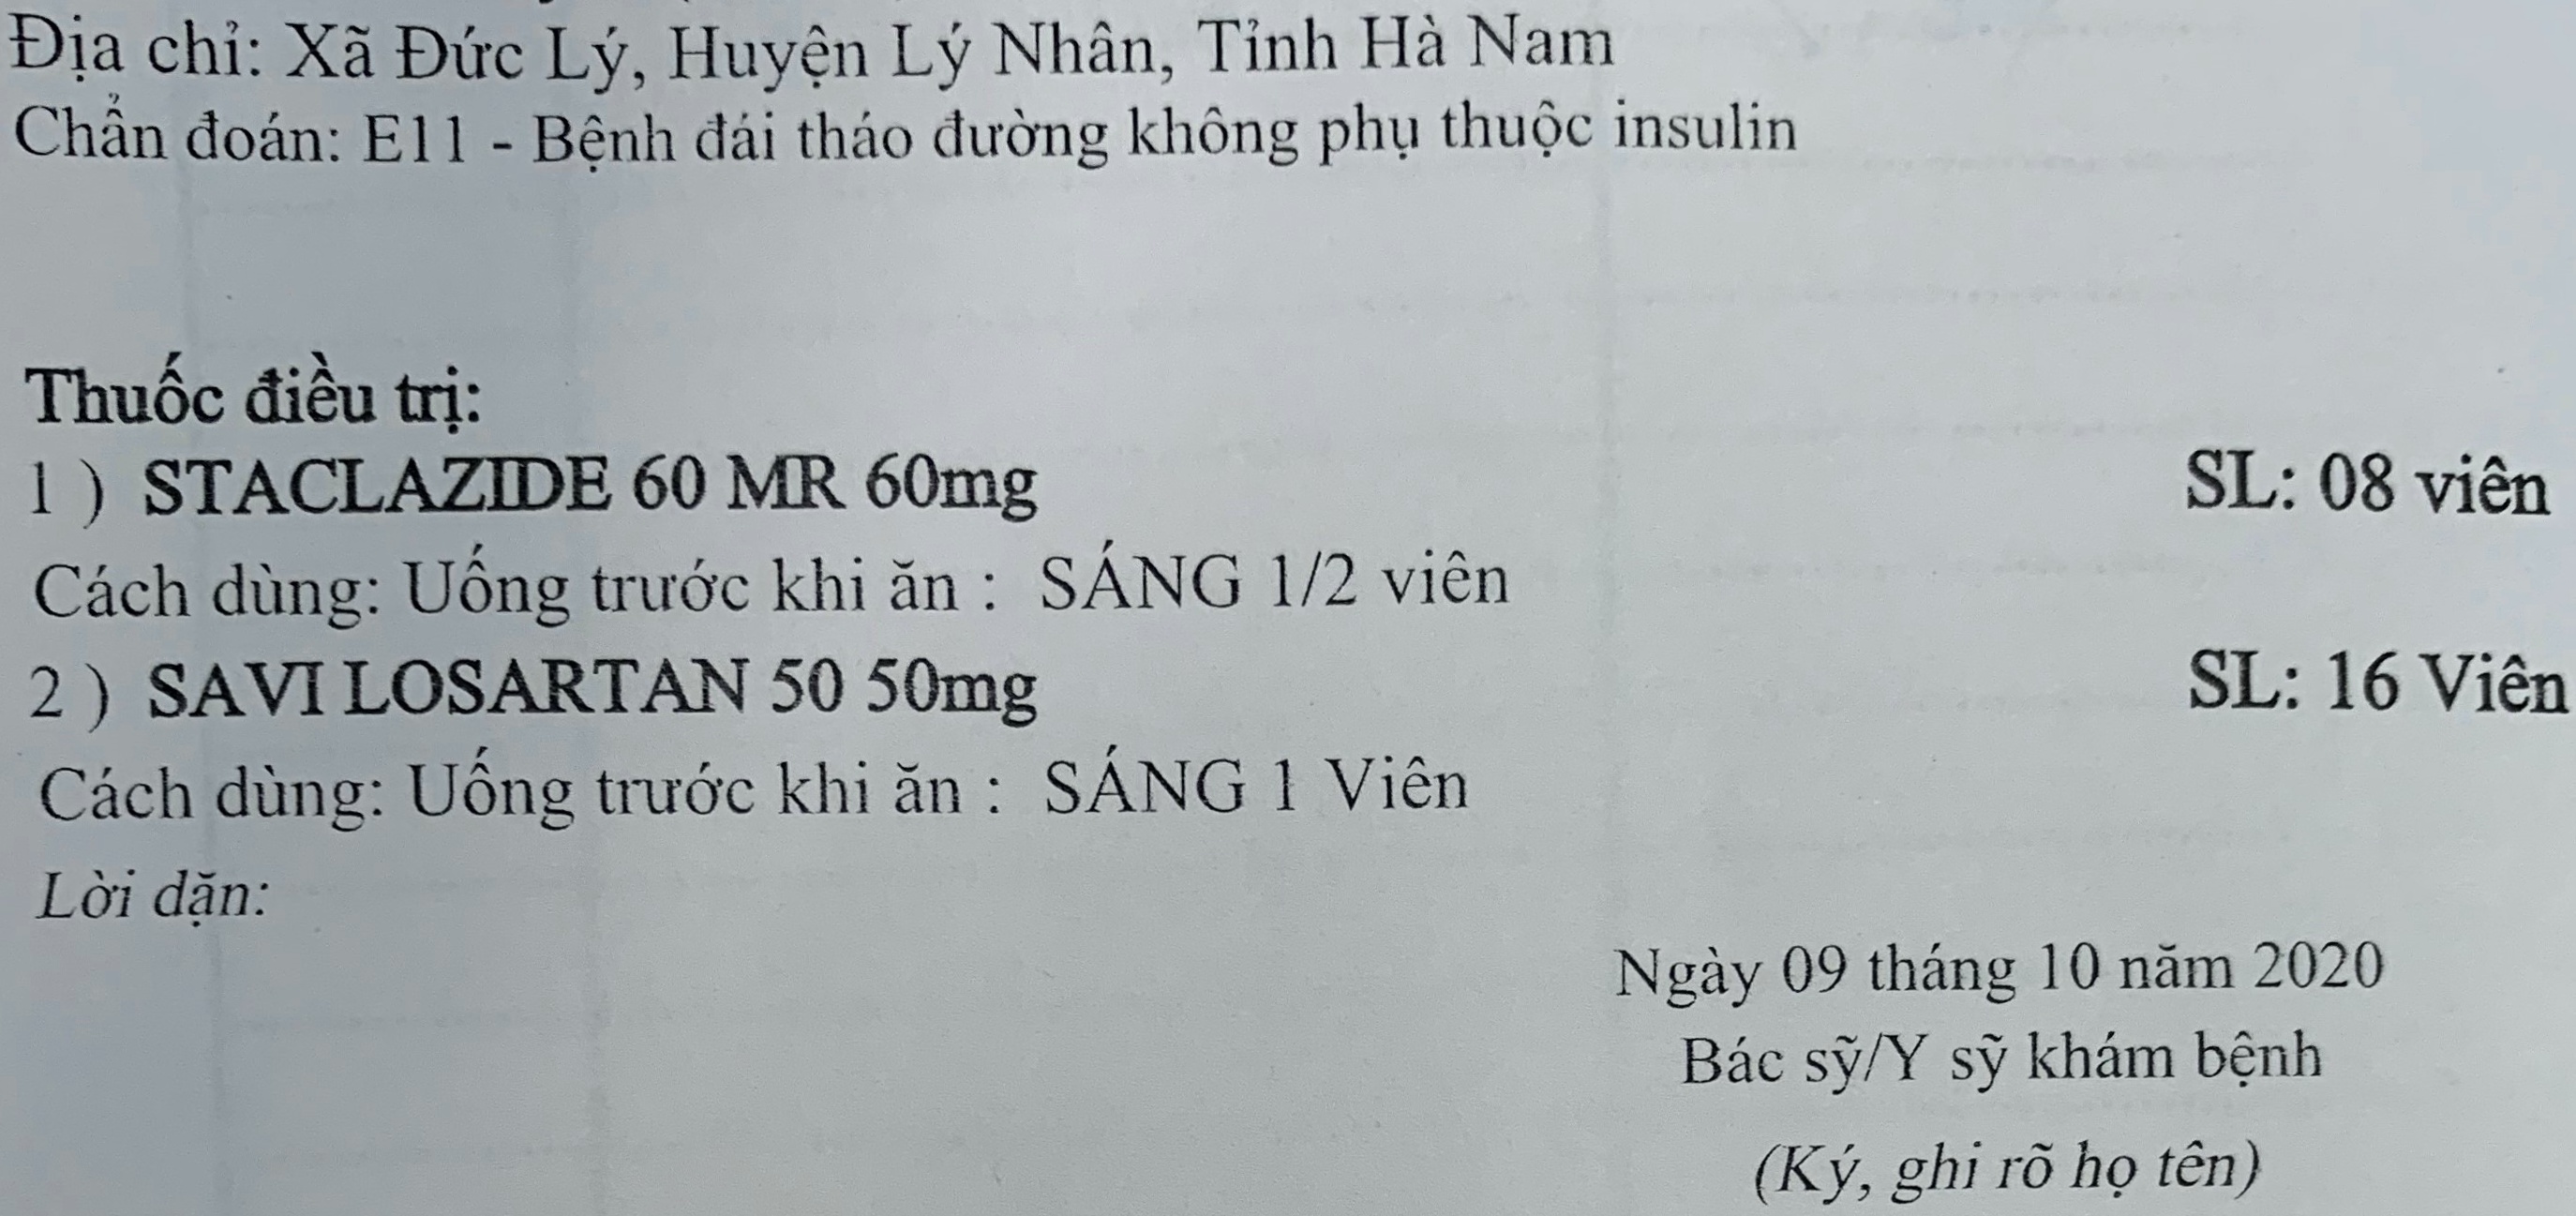 Địa chỉ: Xã Đức Lý, Huyện Lý Nhân, Tỉnh Hà Nam
Chẩn đoán: E11 - Bệnh đái tháo đường không phụ thuộc insulin
Thuốc điều trị:
1 ) STACLAZIDE 60 MR 60mg SL: 08 viên
Cách dùng: Uống trước khi ăn : SÁNG 1/2 viên
2 ) SAVI LOSARTAN 50 50mg SL: 16 Viên
Cách dùng: Uống trước khi ăn : SÁNG 1 Viên
Lời dặn:
Ngày 09 tháng 10 năm 2020
Bác sỹ/Y sỹ khám bệnh
(Ký, ghi rõ họ tên)